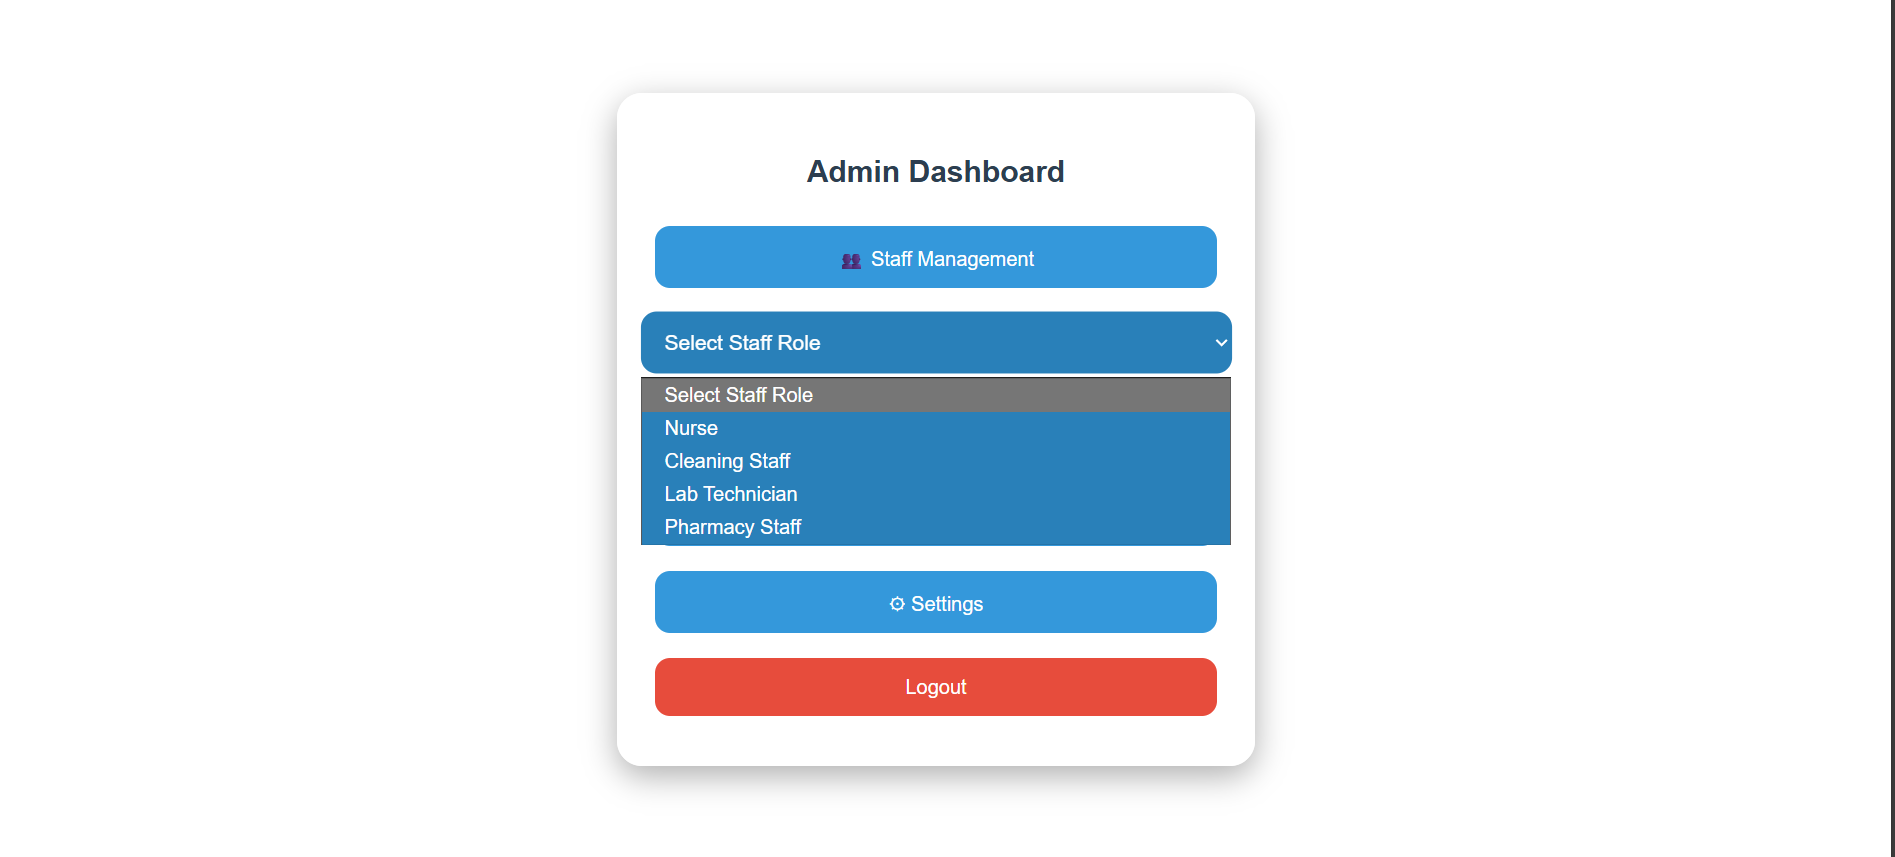 Admin Dashboard
👥 Staff Management
Select Staff Role
Select Staff Role
Nurse
Cleaning Staff
Lab Technician
Pharmacy Staff
⚙ Settings
Logout